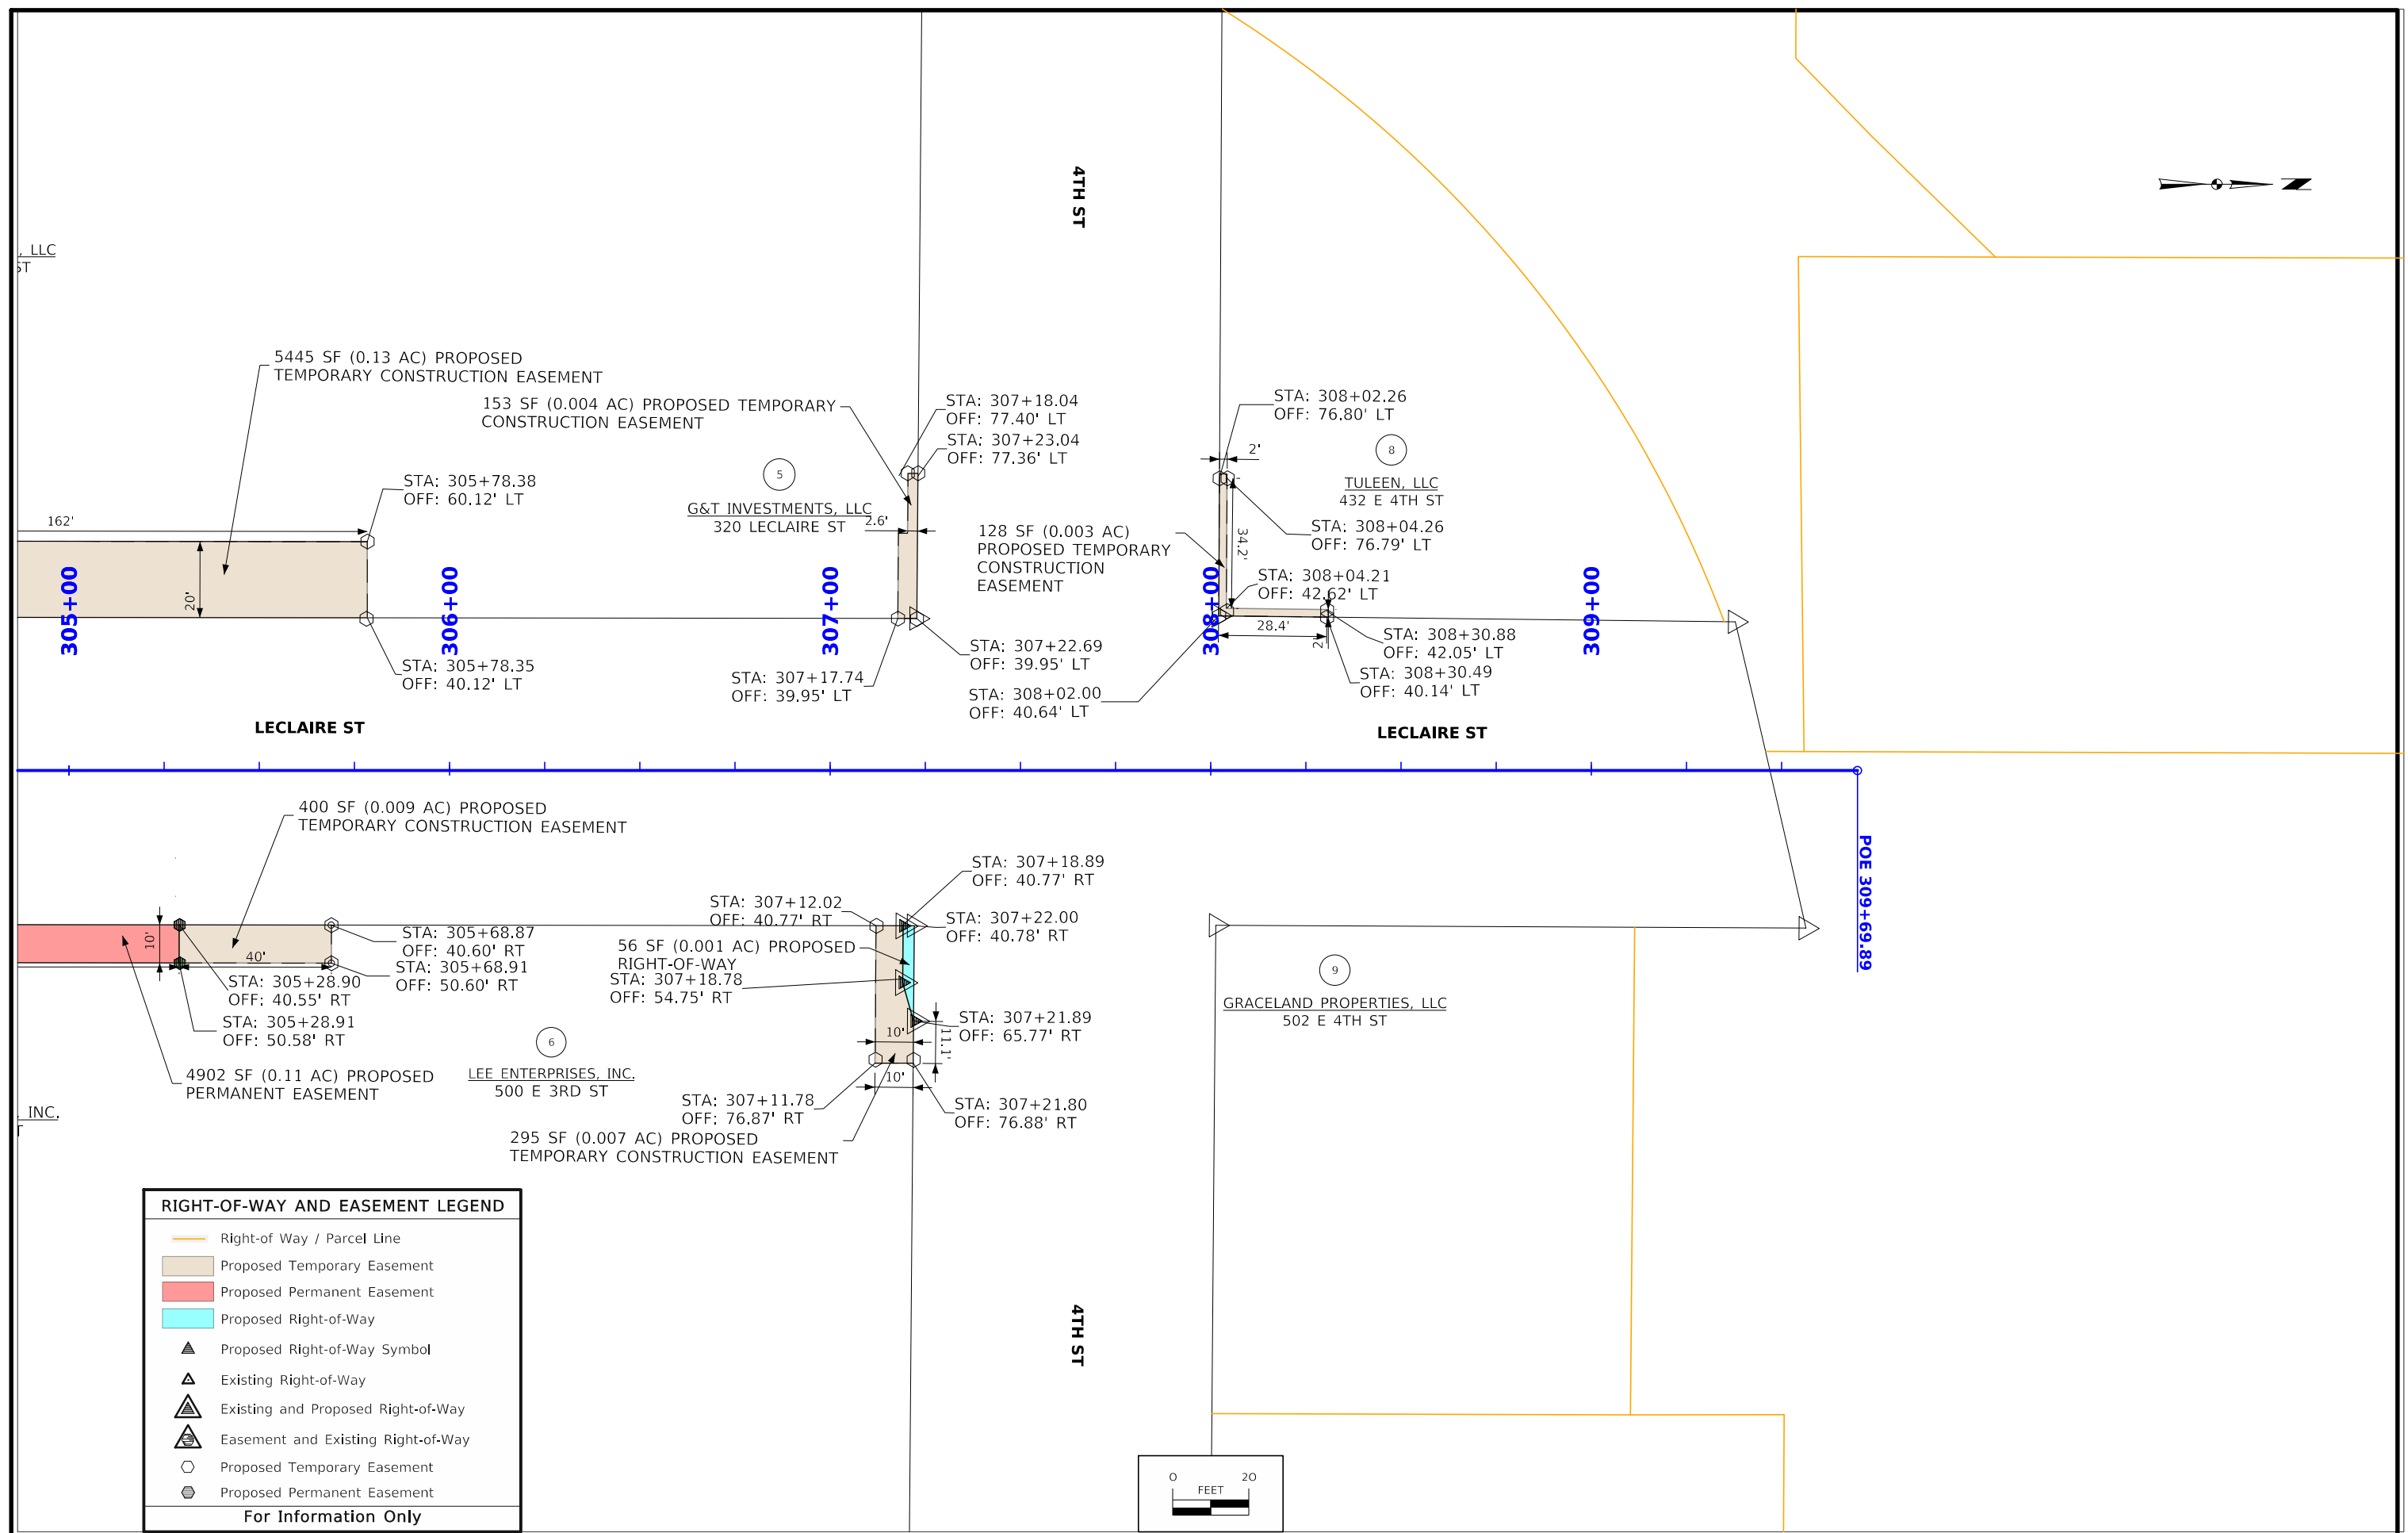 4TH ST
, LLC
ST
5445 SF (0.13 AC) PROPOSED
TEMPORARY CONSTRUCTION EASEMENT
153 SF (0.004 AC) PROPOSED TEMPORARY
CONSTRUCTION EASEMENT
STA: 307+18.04
OFF: 77.40' LT
STA: 307+23.04
OFF: 77.36' LT
STA: 308+02.26
OFF: 76.80' LT
2'
8
TULEEN, LLC
432 E 4TH ST
5
G&T INVESTMENTS, LLC
320 LECLAIRE ST
2.6'
STA: 305+78.38
OFF: 60.12' LT
162'
20'
128 SF (0.003 AC)
PROPOSED TEMPORARY
CONSTRUCTION
EASEMENT
34.2'
STA: 308+04.26
OFF: 76.79' LT
STA: 308+04.21
OFF: 42.62' LT
305+00
306+00
307+00
308+00
309+00
28.4'
2'
STA: 308+30.88
OFF: 42.05' LT
STA: 308+30.49
OFF: 40.14' LT
STA: 305+78.35
OFF: 40.12' LT
STA: 307+22.69
OFF: 39.95' LT
STA: 307+17.74
OFF: 39.95' LT
STA: 308+02.00
OFF: 40.64' LT
LECLAIRE ST
LECLAIRE ST
POE 309+69.89
400 SF (0.009 AC) PROPOSED
TEMPORARY CONSTRUCTION EASEMENT
STA: 307+18.89
OFF: 40.77' RT
STA: 307+12.02
OFF: 40.77' RT
STA: 307+22.00
OFF: 40.78' RT
56 SF (0.001 AC) PROPOSED
RIGHT-OF-WAY
STA: 307+18.78
OFF: 54.75' RT
10'
40'
STA: 305+68.87
OFF: 40.60' RT
STA: 305+68.91
OFF: 50.60' RT
STA: 305+28.90
OFF: 40.55' RT
STA: 305+28.91
OFF: 50.58' RT
4902 SF (0.11 AC) PROPOSED
PERMANENT EASEMENT
6
LEE ENTERPRISES, INC.
500 E 3RD ST
10'
11.1'
10'
STA: 307+21.89
OFF: 65.77' RT
STA: 307+11.78
OFF: 76.87' RT
STA: 307+21.80
OFF: 76.88' RT
295 SF (0.007 AC) PROPOSED
TEMPORARY CONSTRUCTION EASEMENT
9
GRACELAND PROPERTIES, LLC
502 E 4TH ST
INC.
T
4TH ST
RIGHT-OF-WAY AND EASEMENT LEGEND
Right-of Way / Parcel Line
Proposed Temporary Easement
Proposed Permanent Easement
Proposed Right-of-Way
Proposed Right-of-Way Symbol
Existing Right-of-Way
Existing and Proposed Right-of-Way
Easement and Existing Right-of-Way
Proposed Temporary Easement
Proposed Permanent Easement
For Information Only
0 20
FEET
N